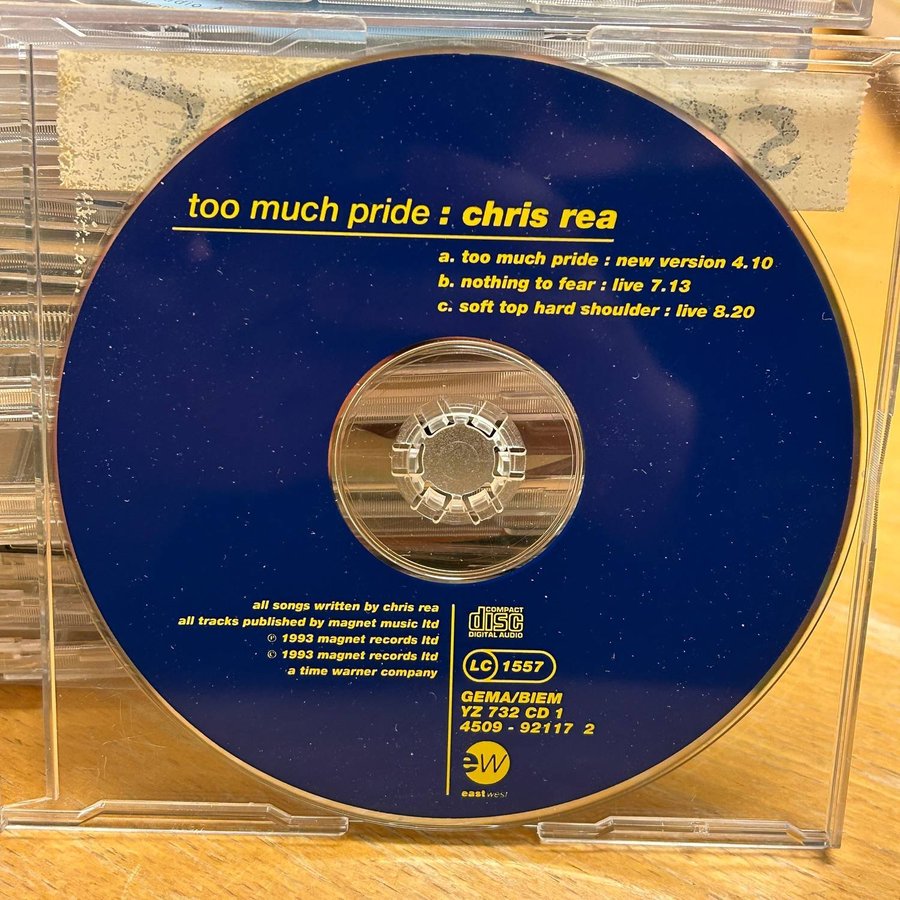 too much pride : chris rea
a. too much pride : new version 4.10
b. nothing to fear : live 7.13
c. soft top hard shoulder : live 8.20
all songs written by chris rea
all tracks published by magnet music ltd
℗ 1993 magnet records ltd
© 1993 magnet records ltd
a time warner company
COMPACT
disc
DIGITAL AUDIO
LC 1557
GEMA/BIEM
YZ 732 CD 1
4509 - 92117 2
ew
eastwest